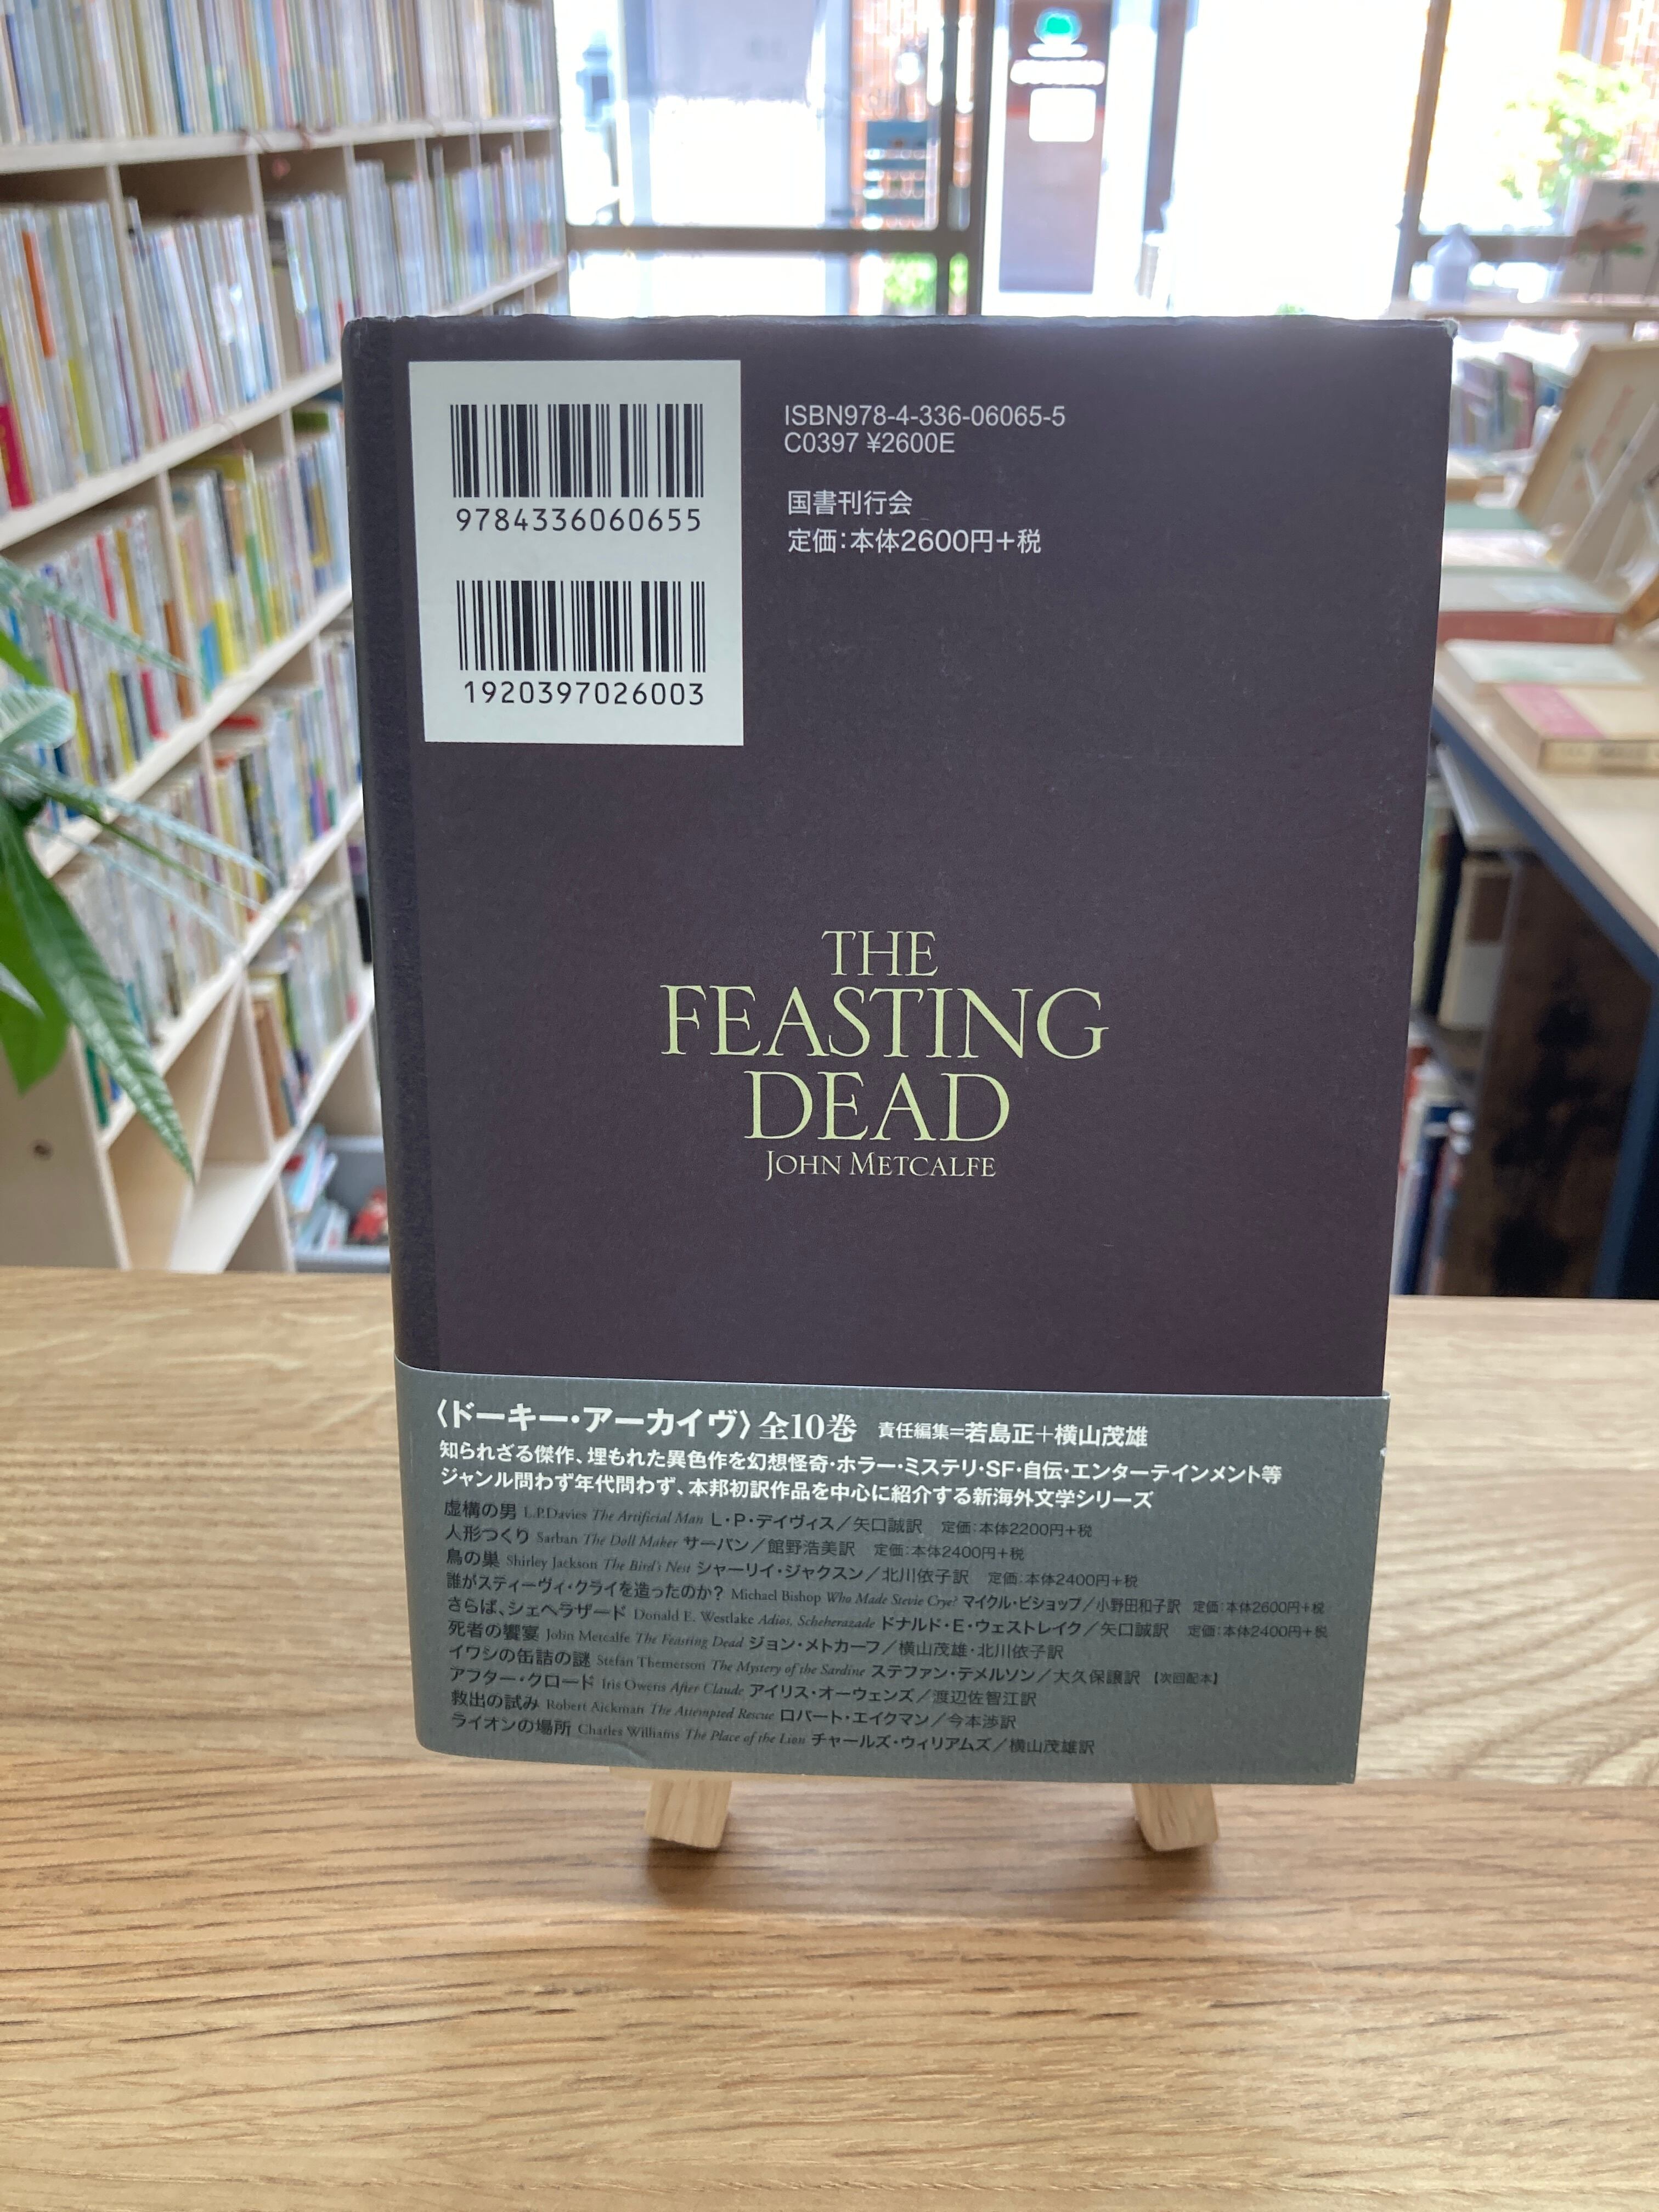 9784336060655
1920397026003
ISBN978-4-336-06065-5
C0397 ¥2600E
国書刊行会
定価:本体2600円+税
THE
FEASTING
DEAD
JOHN METCALFE
〈ドーキー・アーカイヴ〉全10巻 責任編集=若島正+横山茂雄
知られざる傑作、埋もれた異色作を幻想怪奇・ホラー・ミステリ・SF・自伝・エンターテインメント等
ジャンル問わず年代問わず、本邦初訳作品を中心に紹介する新海外文学シリーズ
虚構の男 L.P.Davies The Artificial Man L・P・デイヴィス/矢口誠訳 定価:本体2200円+税
人形つくり Sarban The Doll Maker サーバン/館野浩美訳 定価:本体2400円+税
鳥の巣 Shirley Jackson The Bird's Nest シャーリイ・ジャクスン/北川依子訳 定価:本体2400円+税
誰がスティーヴィ・クライを造ったのか? Michael Bishop Who Made Stevie Crye? マイクル・ビショップ/小野田和子訳 定価:本体2600円+税
さらば、シェヘラザード Donald E. Westlake Adios, Scheherazade ドナルド・E・ウェストレイク/矢口誠訳 定価:本体2400円+税
死者の饗宴 John Metcalfe The Feasting Dead ジョン・メトカーフ/横山茂雄・北川依子訳
イワシの缶詰の謎 Stefan Themerson The Mystery of the Sardine ステファン・テメルソン/大久保譲訳 【次回配本】
アフター・クロード Iris Owens After Claude アイリス・オーウェンズ/渡辺佐智江訳
救出の試み Robert Aickman The Attempted Rescue ロバート・エイクマン/今本渉訳
ライオンの場所 Charles Williams The Place of the Lion チャールズ・ウィリアムズ/横山茂雄訳